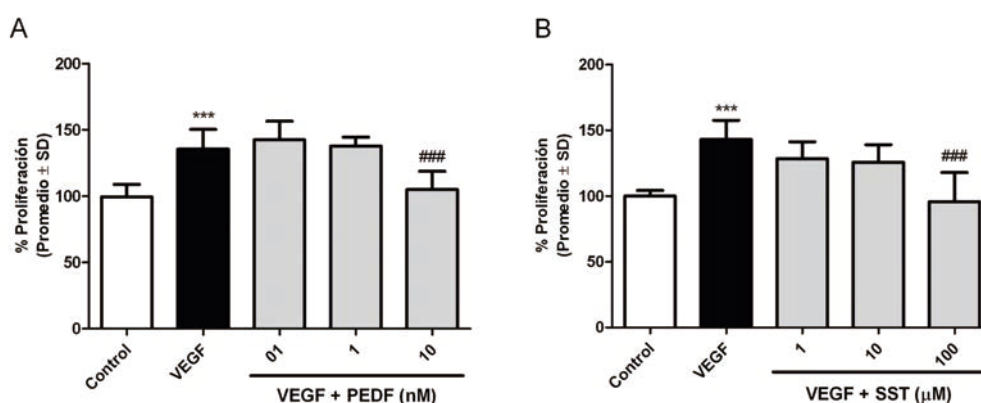 A
200
150
100
50
0
% Proliferación
(Promedio ± SD)
***
###
Control
VEGF
01
1
10
VEGF + PEDF (nM)
B
200
150
100
50
0
% Proliferación
(Promedio ± SD)
***
###
Control
VEGF
1
10
100
VEGF + SST (μM)